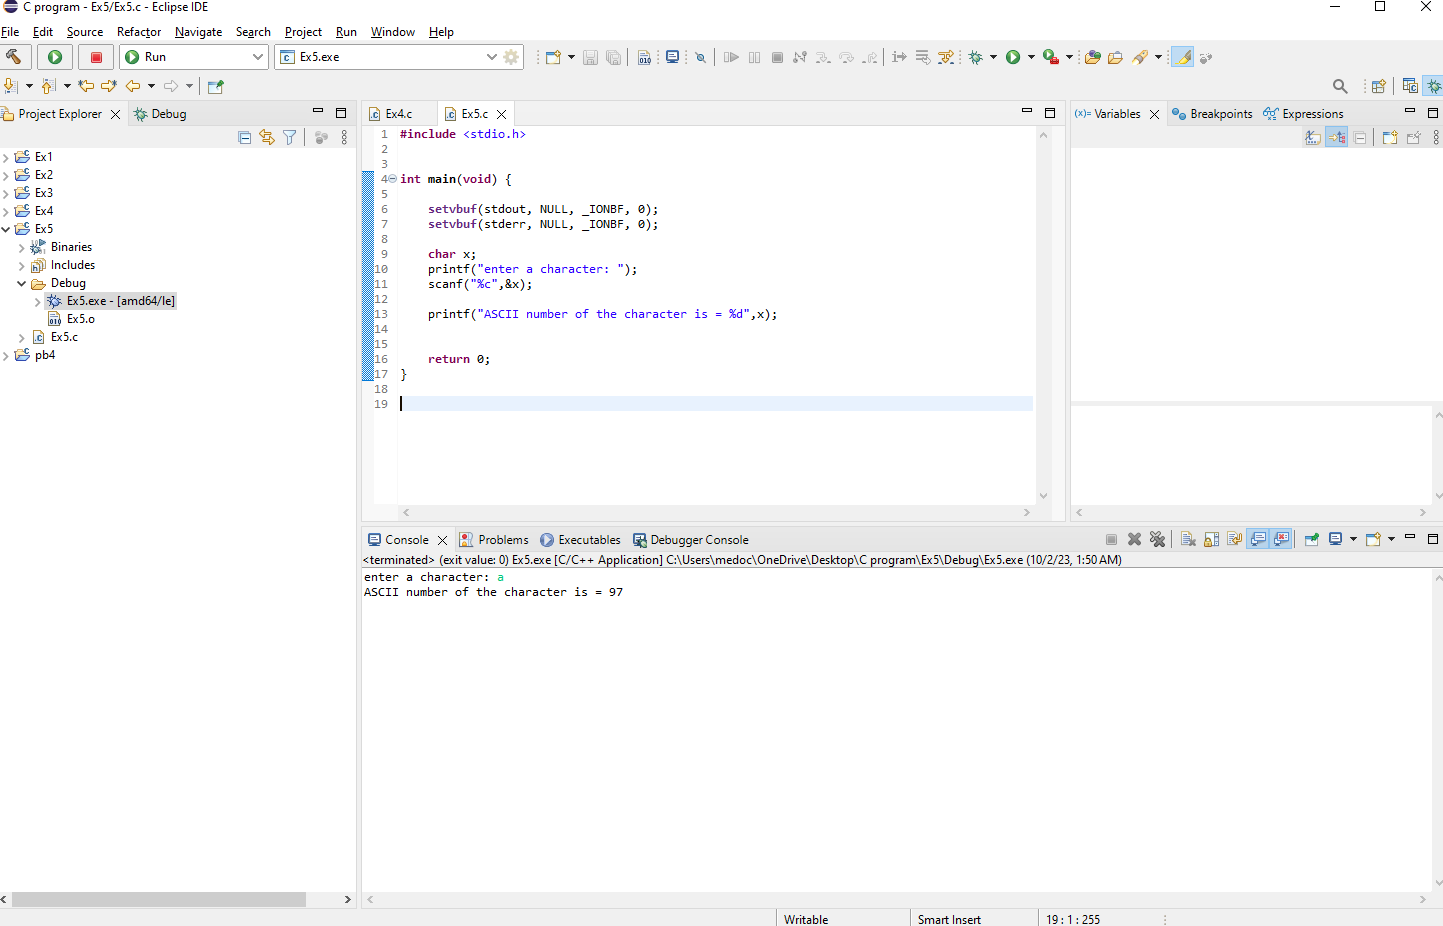 C program - Ex5/Ex5.c - Eclipse IDE
File Edit Source Refactor Navigate Search Project Run Window Help
Run Ex5.exe
Project Explorer Debug
Ex1
Ex2
Ex3
Ex4
Ex5
Binaries
Includes
Debug
Ex5.exe - [amd64/le]
Ex5.o
Ex5.c
pb4
Ex4.c Ex5.c
1 #include <stdio.h>
2
3
4 int main(void) {
5
6 setvbuf(stdout, NULL, _IONBF, 0);
7 setvbuf(stderr, NULL, _IONBF, 0);
8
9 char x;
10 printf("enter a character: ");
11 scanf("%c",&x);
12
13 printf("ASCII number of the character is = %d",x);
14
15
16 return 0;
17 }
18
19
(x)= Variables Breakpoints Expressions
Console Problems Executables Debugger Console
<terminated> (exit value: 0) Ex5.exe [C/C++ Application] C:\Users\medoc\OneDrive\Desktop\C program\Ex5\Debug\Ex5.exe (10/2/23, 1:50 AM)
enter a character: a
ASCII number of the character is = 97
Writable Smart Insert 19 : 1 : 255